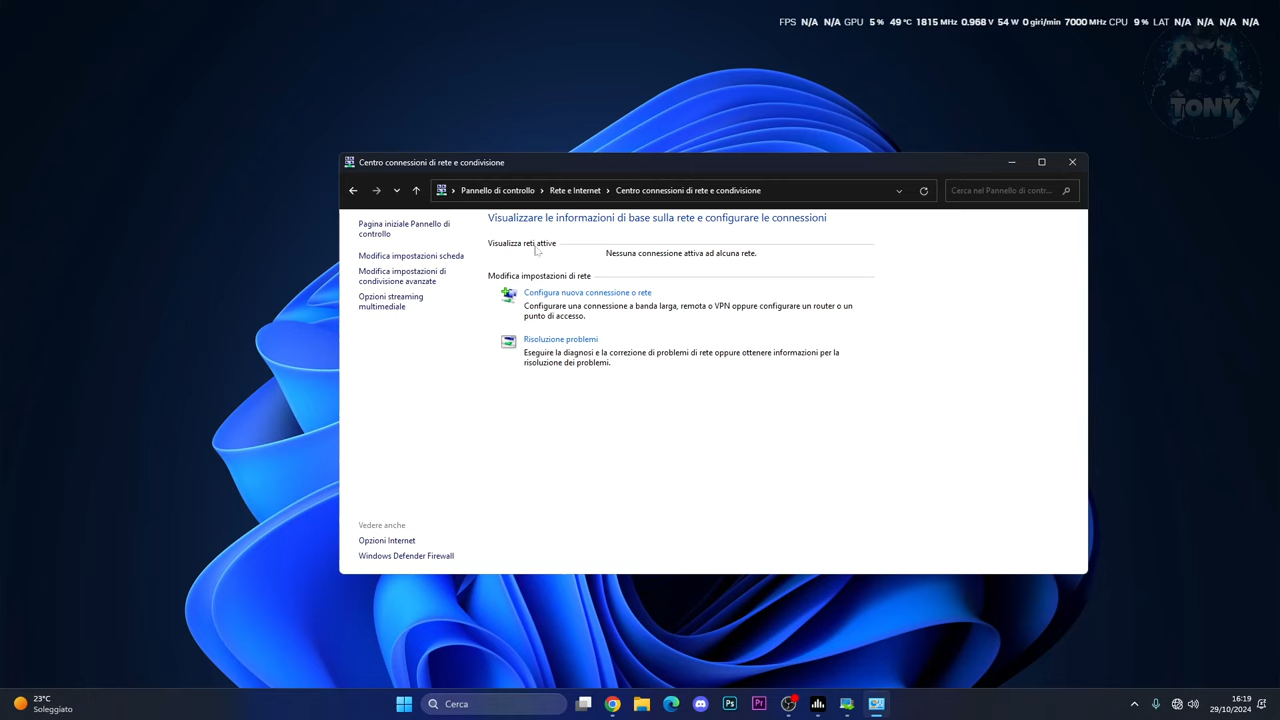 FPS N/A N/A GPU 5 % 49 °C 1815 MHz 0.968 V 54 W 0 giri/min 7000 MHz CPU 9 % LAT N/A N/A N/A N/A
TONY
Centro connessioni di rete e condivisione
Pannello di controllo > Rete e Internet > Centro connessioni di rete e condivisione
Cerca nel Pannello di contr...
Pagina iniziale Pannello di
controllo
Modifica impostazioni scheda
Modifica impostazioni di
condivisione avanzate
Opzioni streaming
multimediale
Visualizzare le informazioni di base sulla rete e configurare le connessioni
Visualizza reti attive
Nessuna connessione attiva ad alcuna rete.
Modifica impostazioni di rete
Configura nuova connessione o rete
Configurare una connessione a banda larga, remota o VPN oppure configurare un router o un
punto di accesso.
Risoluzione problemi
Eseguire la diagnosi e la correzione di problemi di rete oppure ottenere informazioni per la
risoluzione dei problemi.
Vedere anche
Opzioni Internet
Windows Defender Firewall
23°C
Soleggiato
Cerca
Ps
Pr
16:19
29/10/2024